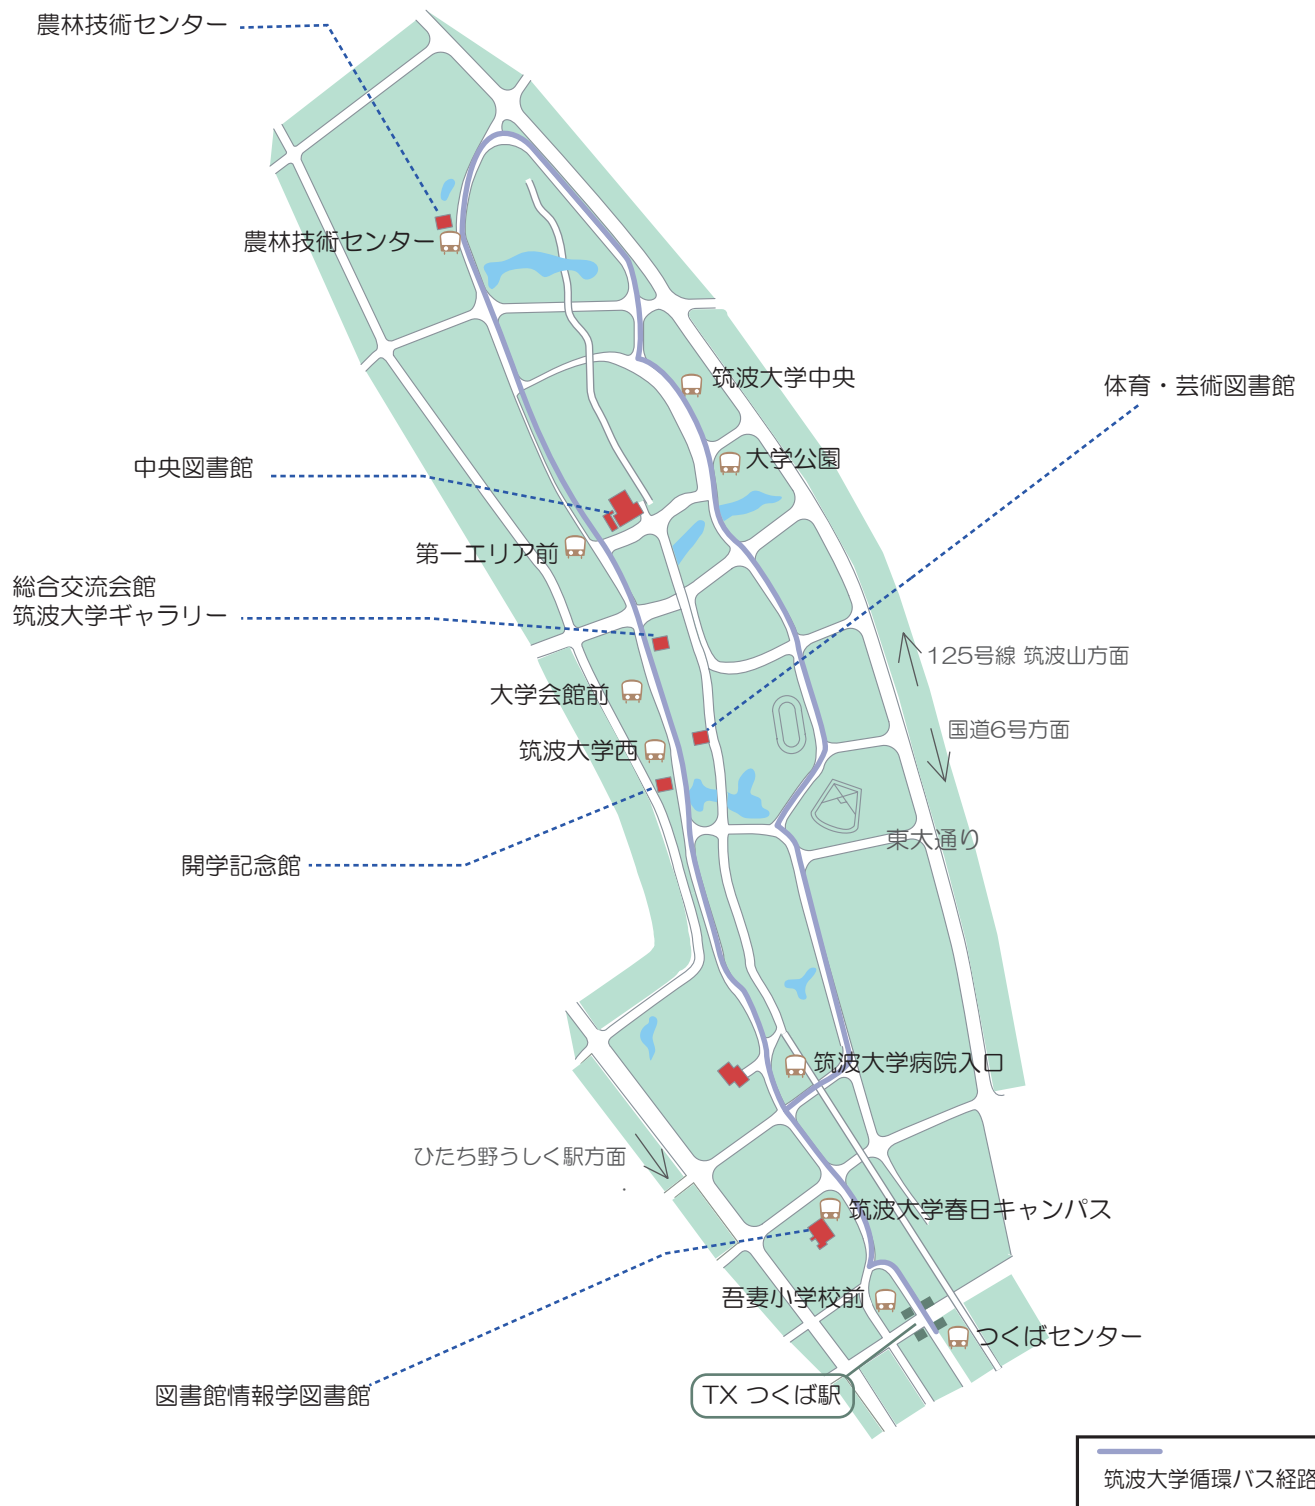 農林技術センター
農林技術センター
筑波大学中央
体育・芸術図書館
大学公園
中央図書館
第一エリア前
総合交流会館
筑波大学ギャラリー
125号線 筑波山方面
大学会館前
国道6号方面
筑波大学西
東大通り
開学記念館
筑波大学病院入口
ひたち野うしく駅方面
筑波大学春日キャンパス
吾妻小学校前
つくばセンター
図書館情報学図書館
TX つくば駅
筑波大学循環バス経路